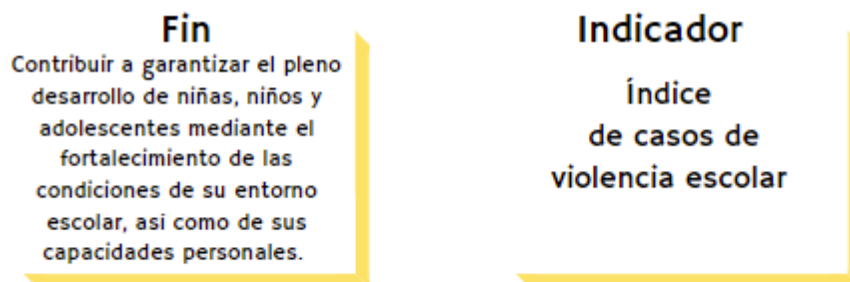 Fin
Contribuir a garantizar el pleno
desarrollo de niñas, niños y
adolescentes mediante el
fortalecimiento de las
condiciones de su entorno
escolar, asi como de sus
capacidades personales.
Indicador
Índice
de casos de
violencia escolar